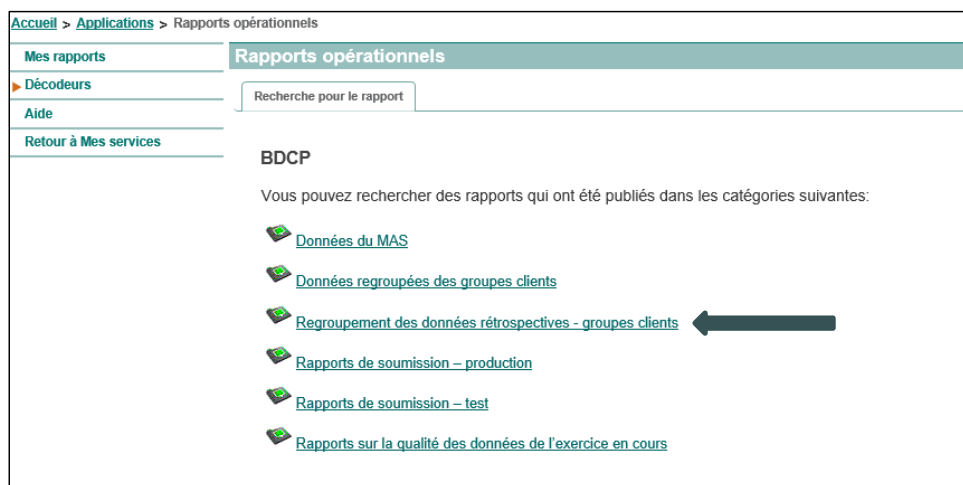 Accueil > Applications > Rapports opérationnels
Mes rapports
Décodeurs
Aide
Retour à Mes services
Rapports opérationnels
Recherche pour le rapport
BDCP
Vous pouvez rechercher des rapports qui ont été publiés dans les catégories suivantes:
Données du MAS
Données regroupées des groupes clients
Regroupement des données rétrospectives - groupes clients
Rapports de soumission – production
Rapports de soumission – test
Rapports sur la qualité des données de l'exercice en cours